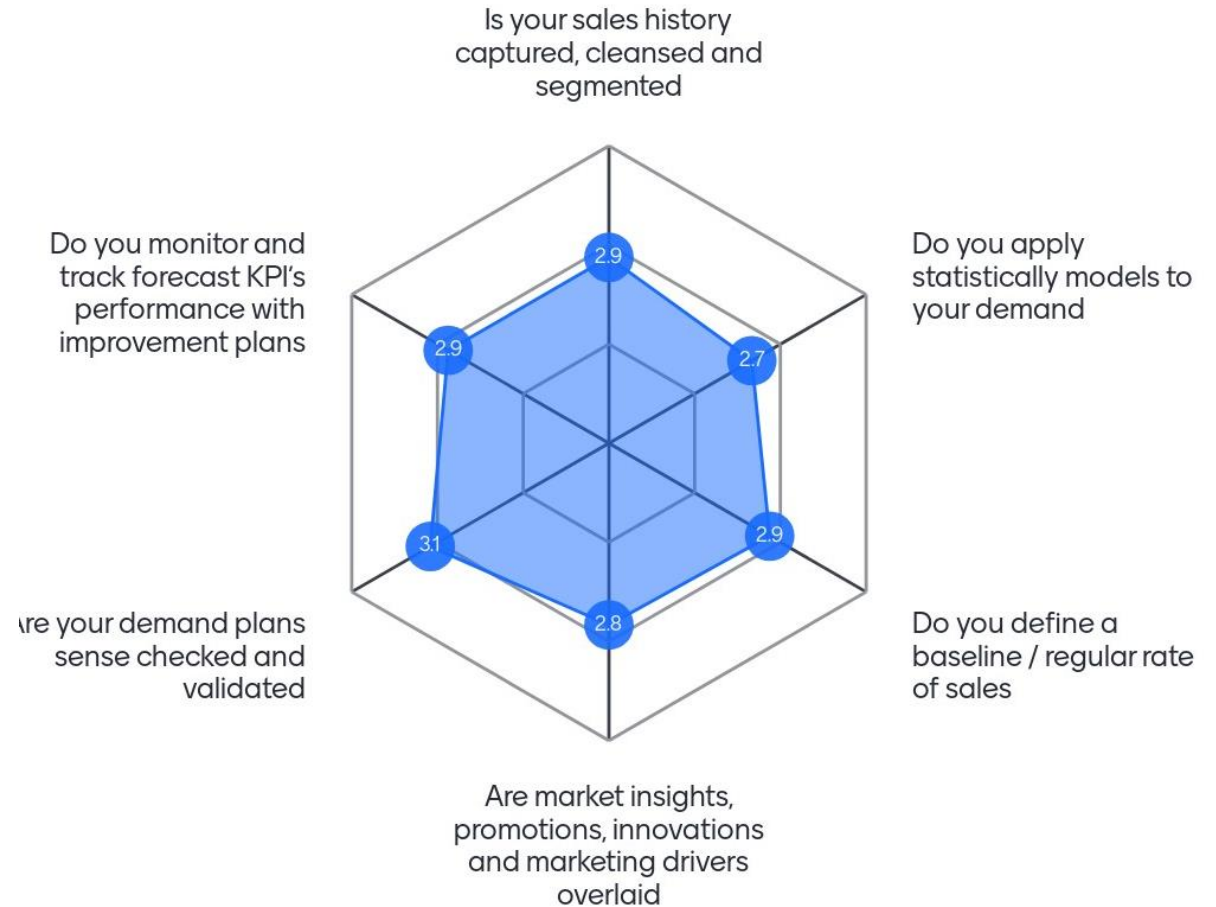 Is your sales history
captured, cleansed and
segmented
Do you monitor and
track forecast KPI's
performance with
improvement plans
Do you apply
statistically models to
your demand
2.9
2.9
2.7
3.1
2.9
2.8
re your demand plans
sense checked and
validated
Do you define a
baseline / regular rate
of sales
Are market insights,
promotions, innovations
and marketing drivers
overlaid